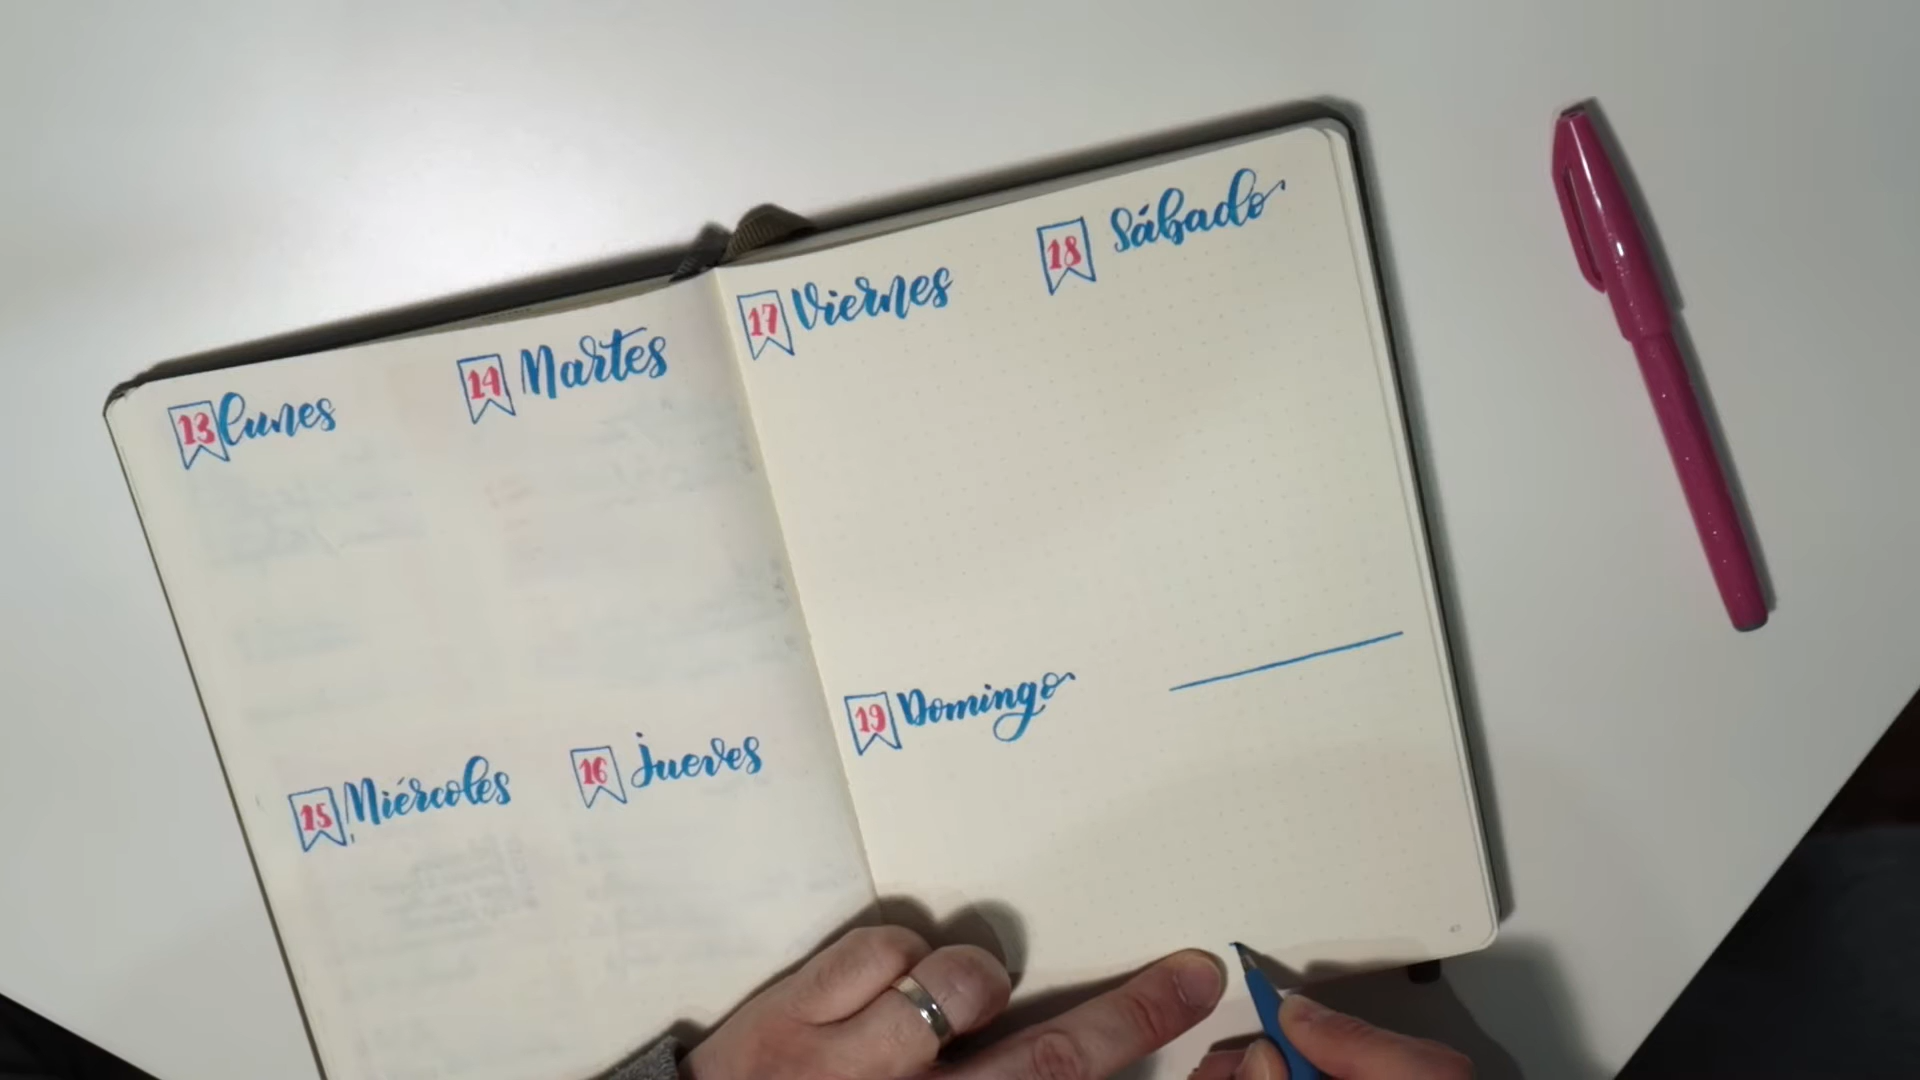 13 Lunes
14 Martes
15 Miércoles
16 Jueves
17 Viernes
18 Sábado
19 Domingo